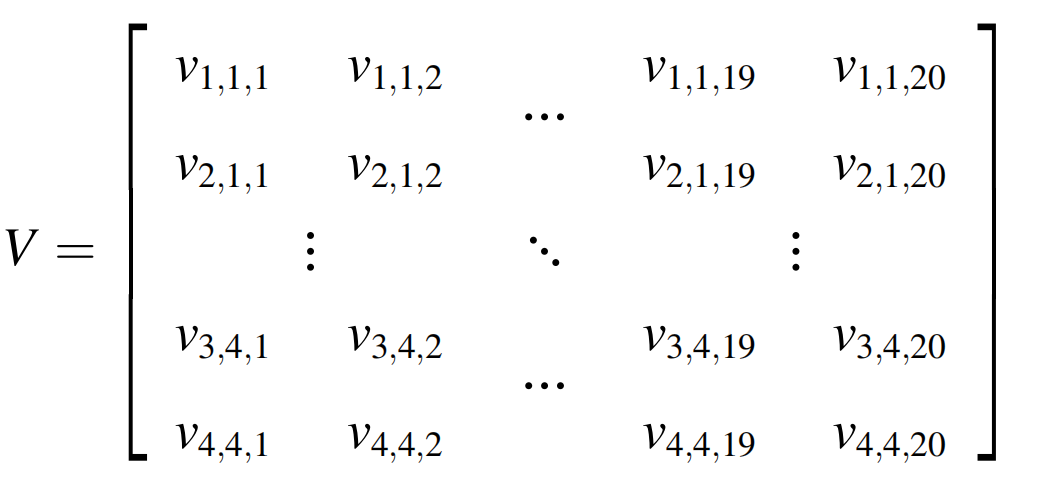 v1,1,1 v1,1,2 v1,1,19 v1,1,20
...
v2,1,1 v2,1,2 v2,1,19 v2,1,20
V = ⋮ ⋱ ⋮
v3,4,1 v3,4,2 v3,4,19 v3,4,20
...
v4,4,1 v4,4,2 v4,4,19 v4,4,20